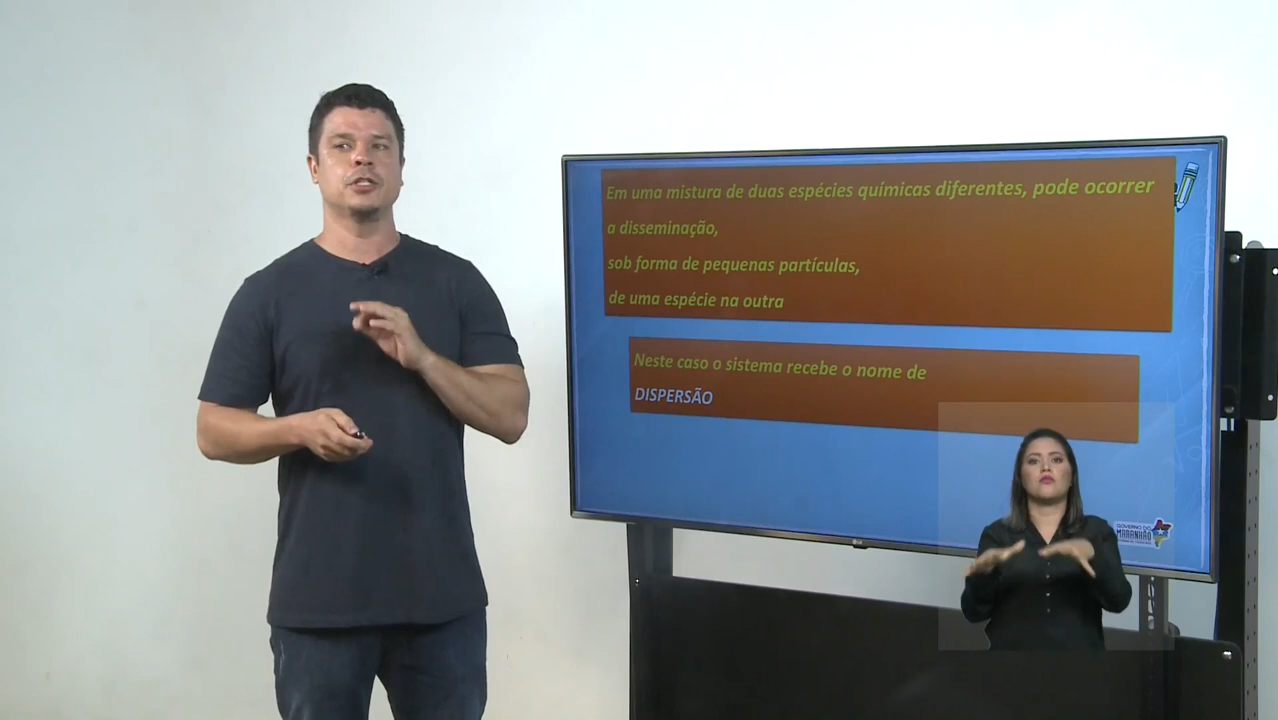 Em uma mistura de duas espécies químicas diferentes, pode ocorrer
a disseminação,
sob forma de pequenas partículas,
de uma espécie na outra
Neste caso o sistema recebe o nome de
DISPERSÃO
GOVERNO DO
MARANHÃO